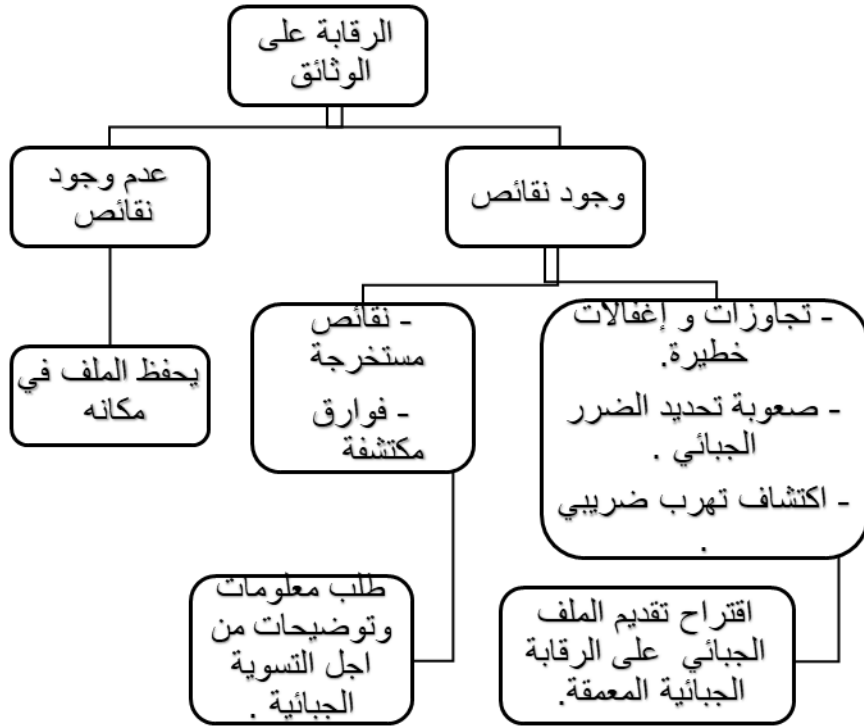 الرقابة على
الوثائق
وجود نقائص
عدم وجود
نقائص
- تجاوزات و إغفالات
خطيرة.
- صعوبة تحديد الضرر
الجبائي .
- اكتشاف تهرب ضريبي
.
- نقائص
مستخرجة
- فوارق
مكتشفة
يحفظ الملف في
مكانه
اقتراح تقديم الملف
الجبائي على الرقابة
الجبائية المعمقة.
طلب معلومات
وتوضيحات من
اجل التسوية
الجبائية .